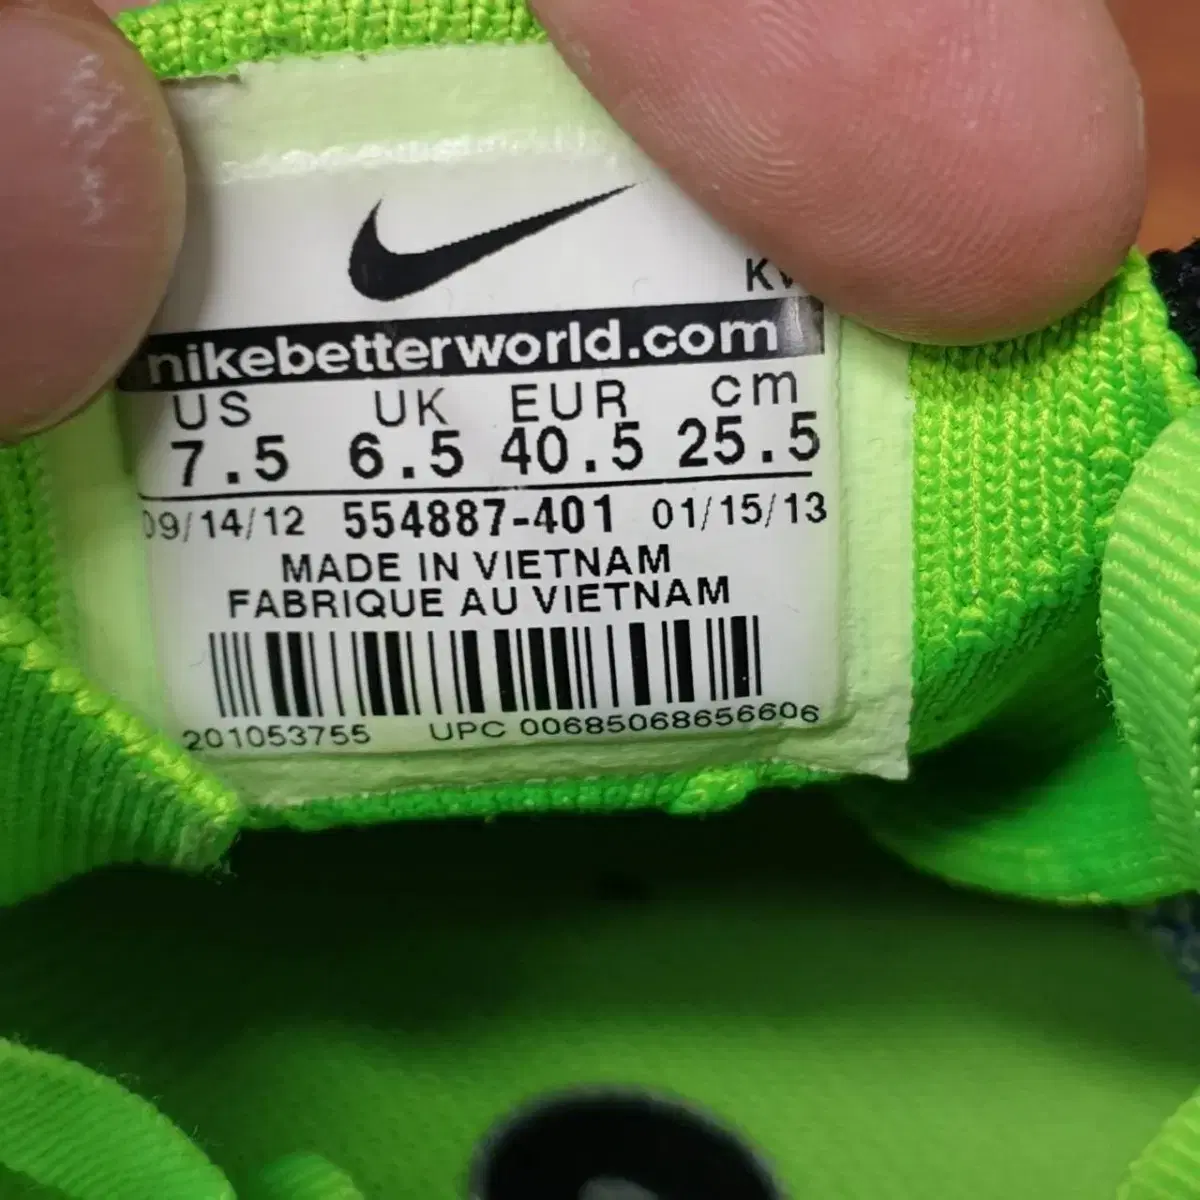 nikebetterworld.com
US UK EUR cm
7.5 6.5 40.5 25.5
09/14/12 554887-401 01/15/13
MADE IN VIETNAM
FABRIQUE AU VIETNAM
201053755 UPC 00685068656606